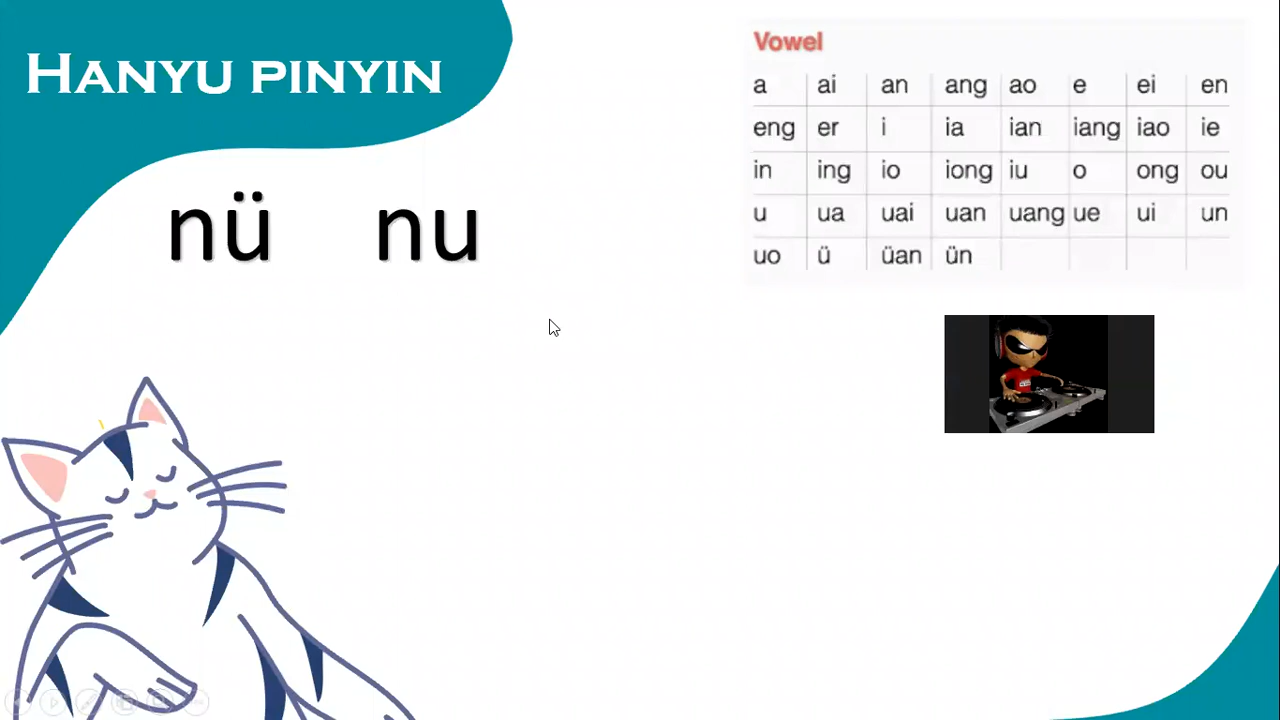 HANYU PINYIN
nü nu
Vowel
a ai an ang ao e ei en
eng er i ia ian iang iao ie
in ing io iong iu o ong ou
u ua uai uan uang ue ui un
uo ü üan ün